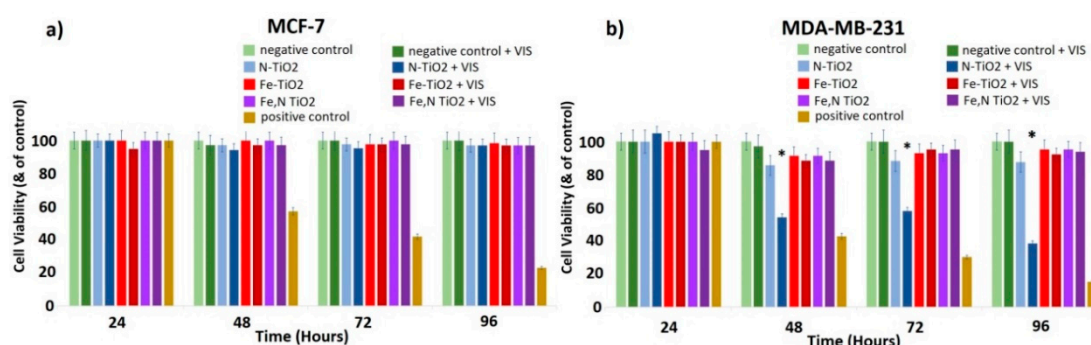 a)
MCF-7
negative control
negative control + VIS
N-TiO2
N-TiO2 + VIS
Fe-TiO2
Fe-TiO2 + VIS
Fe,N TiO2
Fe,N TiO2 + VIS
positive control
Cell Viability (& of control)
100
80
60
40
20
0
24
48
72
96
Time (Hours)
b)
MDA-MB-231
negative control
negative control + VIS
N-TiO2
N-TiO2 + VIS
Fe-TiO2
Fe-TiO2 + VIS
Fe,N TiO2
Fe,N TiO2 + VIS
positive control
Cell Viability (& of control)
100
80
60
40
20
0
*
*
*
24
48
72
96
Time (Hours)